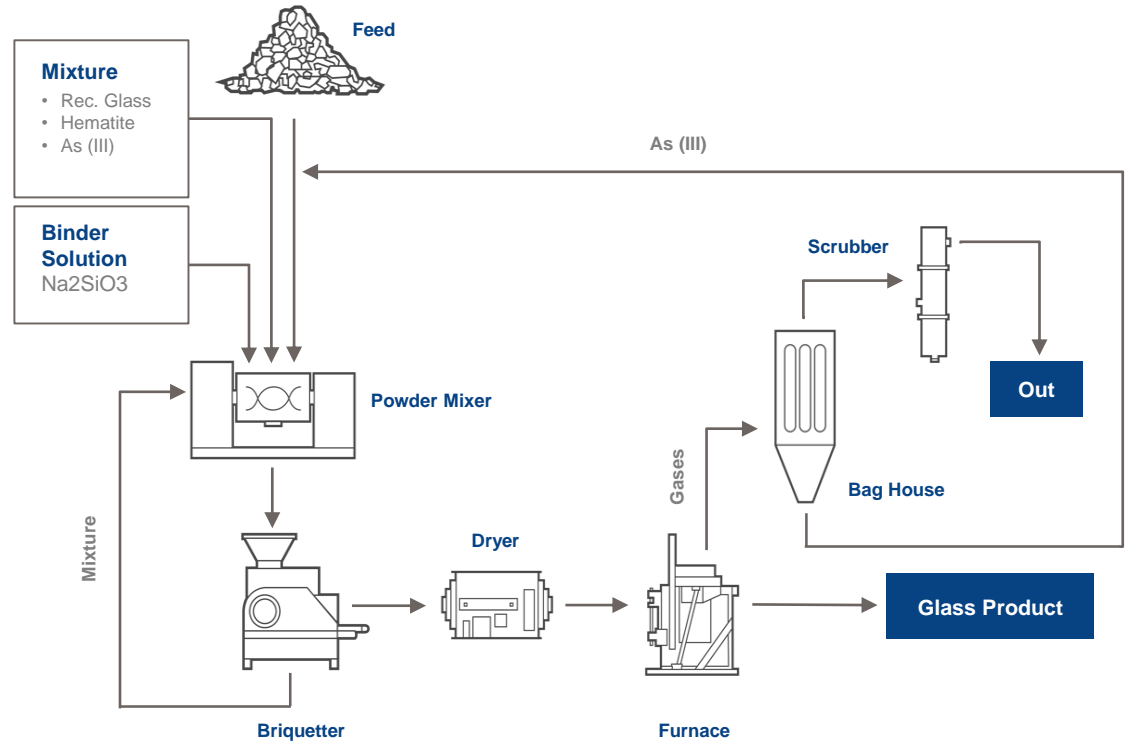 Feed
Mixture
• Rec. Glass
• Hematite
• As (III)
As (III)
Binder
Solution
Na2SiO3
Scrubber
Out
Powder Mixer
Gases
Bag House
Mixture
Dryer
Glass Product
Briquetter
Furnace